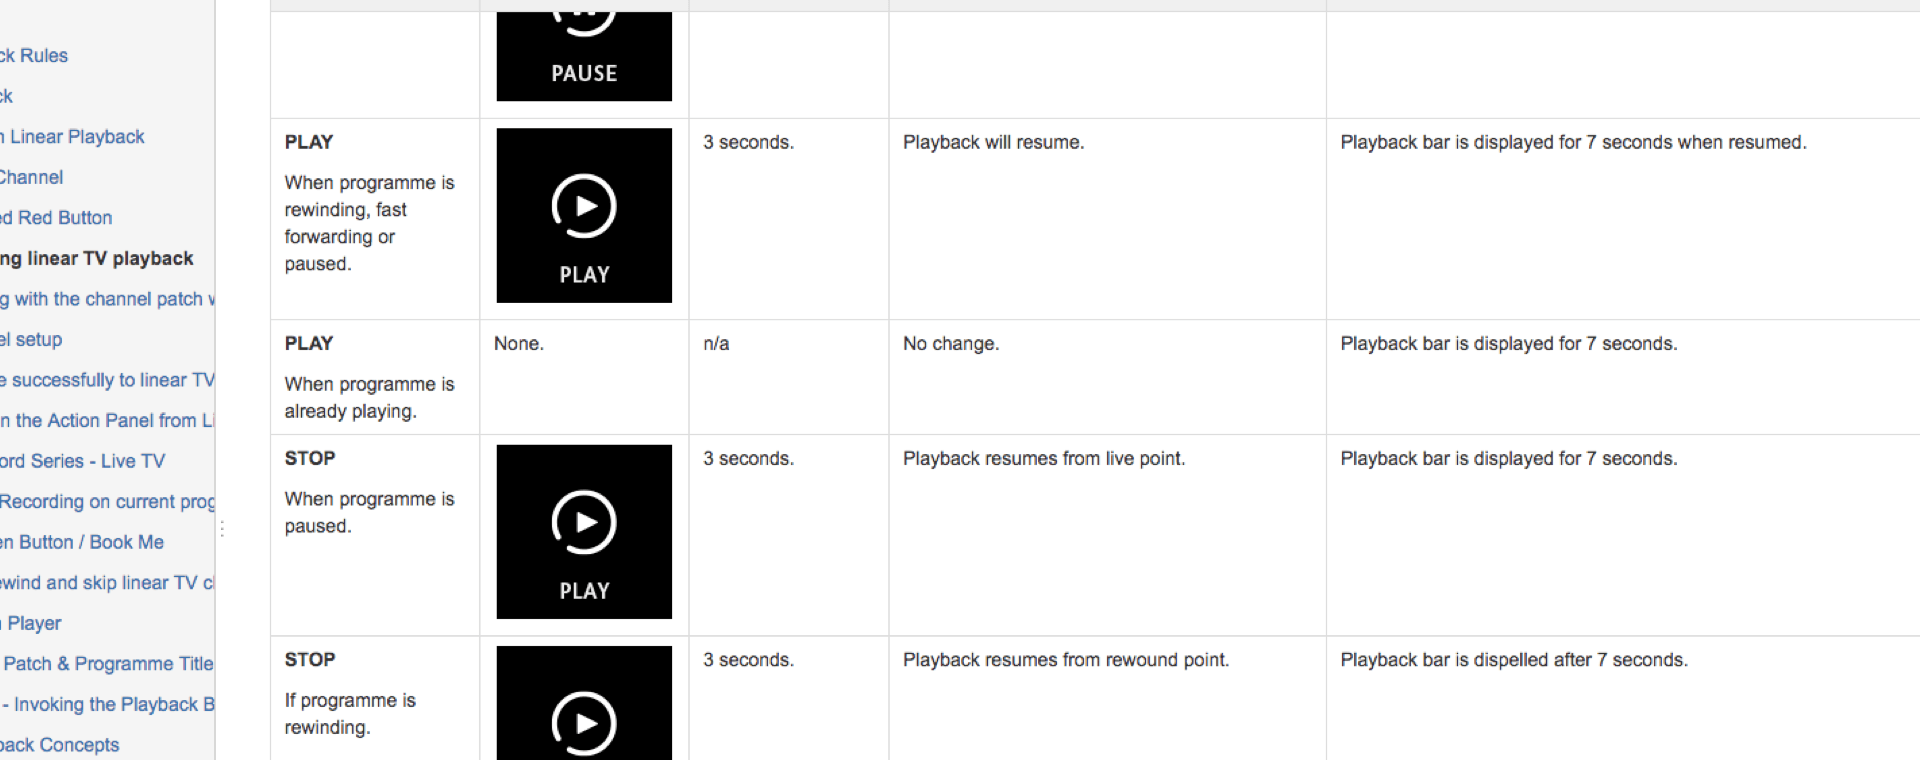 ck Rules
ck
n Linear Playback
Channel
ed Red Button
ng linear TV playback
g with the channel patch w
el setup
e successfully to linear TV
n the Action Panel from Li
ord Series - Live TV
Recording on current prog
en Button / Book Me
ewind and skip linear TV cl
Player
Patch & Programme Title
- Invoking the Playback B
back Concepts
PAUSE
PLAY
When programme is
rewinding, fast
forwarding or
paused.
PLAY
3 seconds.
Playback will resume.
Playback bar is displayed for 7 seconds when resumed.
PLAY
When programme is
already playing.
None.
n/a
No change.
Playback bar is displayed for 7 seconds.
STOP
When programme is
paused.
PLAY
3 seconds.
Playback resumes from live point.
Playback bar is displayed for 7 seconds.
STOP
If programme is
rewinding.
3 seconds.
Playback resumes from rewound point.
Playback bar is dispelled after 7 seconds.